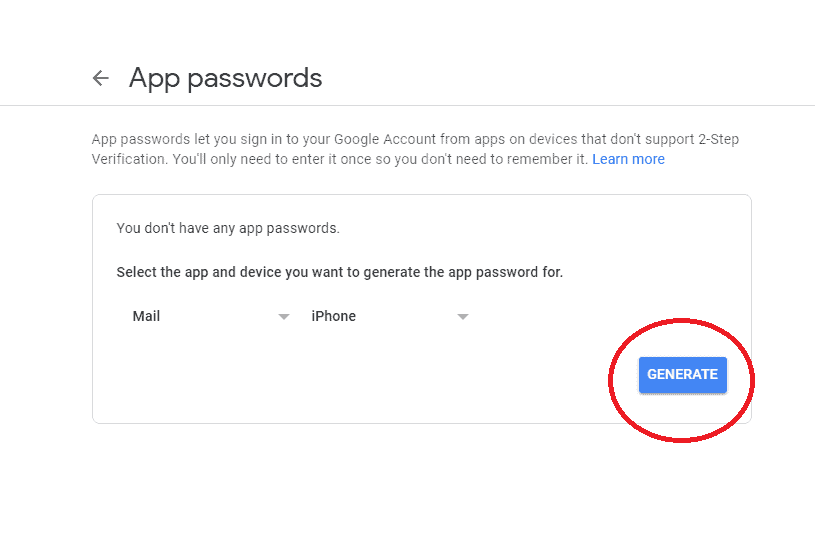 App passwords
App passwords let you sign in to your Google Account from apps on devices that don't support 2-Step
Verification. You'll only need to enter it once so you don't need to remember it. Learn more
You don't have any app passwords.
Select the app and device you want to generate the app password for.
Mail iPhone
GENERATE